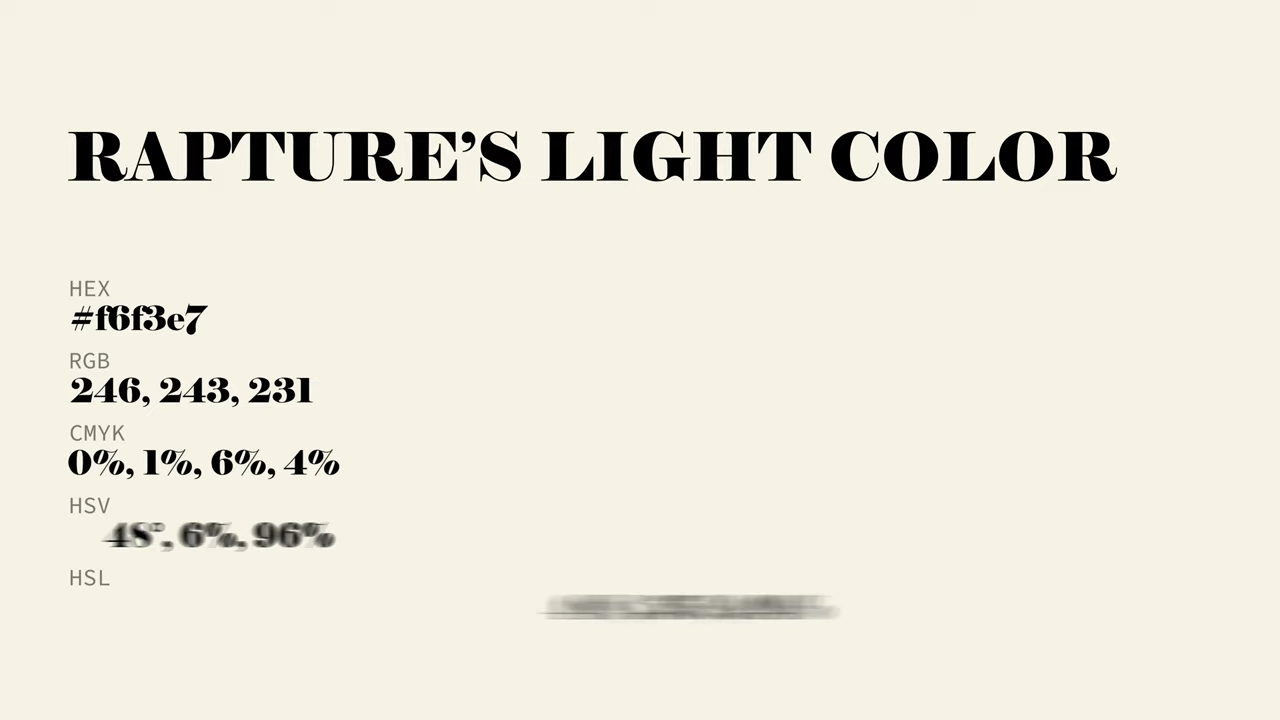 RAPTURE’S LIGHT COLOR
HEX
#f6f3e7
RGB
246, 243, 231
CMYK
0%, 1%, 6%, 4%
HSV
48°, 6%, 96%
HSL